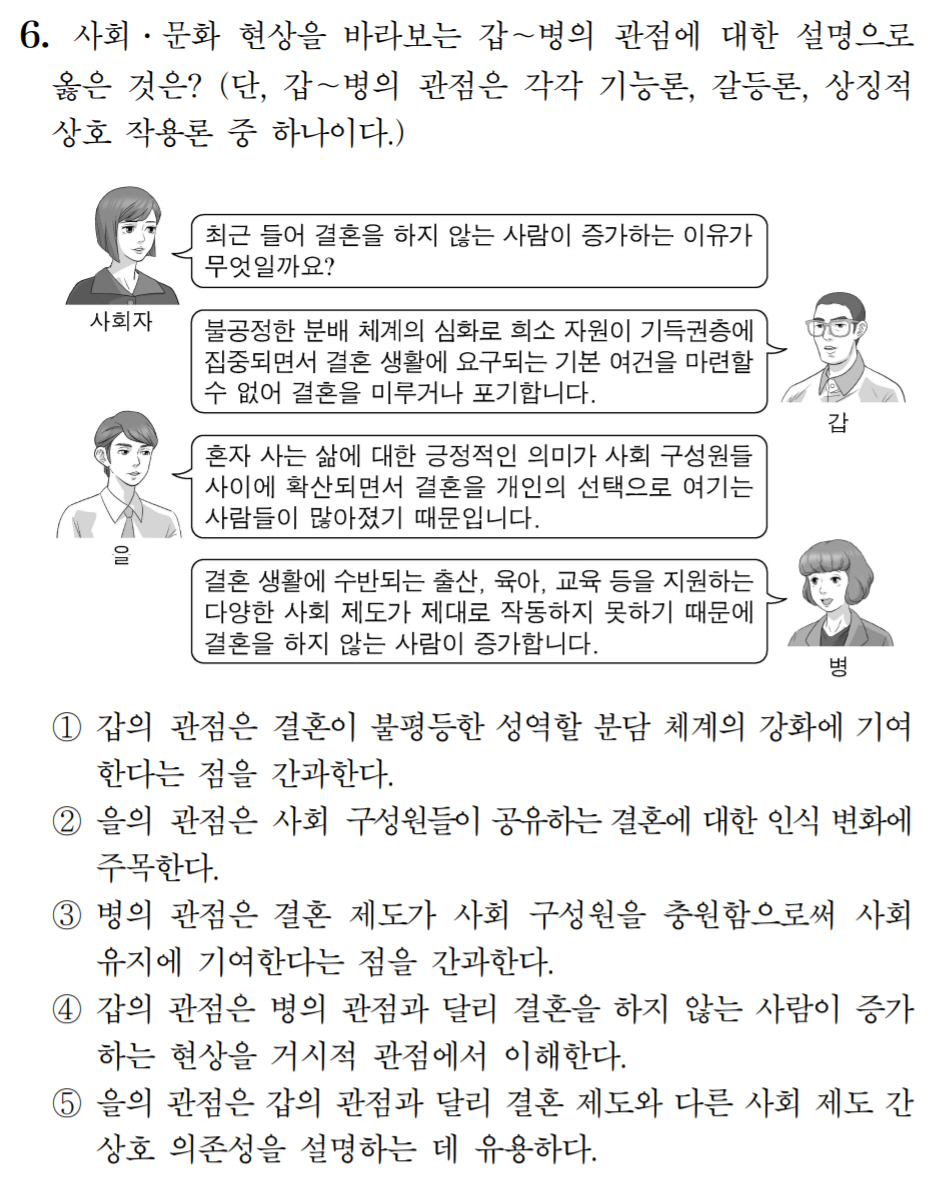 6. 사회·문화 현상을 바라보는 갑~병의 관점에 대한 설명으로
옳은 것은? (단, 갑~병의 관점은 각각 기능론, 갈등론, 상징적
상호 작용론 중 하나이다.)
최근 들어 결혼을 하지 않는 사람이 증가하는 이유가
무엇일까요?
사회자
불공정한 분배 체계의 심화로 희소 자원이 기득권층에
집중되면서 결혼 생활에 요구되는 기본 여건을 마련할
수 없어 결혼을 미루거나 포기합니다.
갑
혼자 사는 삶에 대한 긍정적인 의미가 사회 구성원들
사이에 확산되면서 결혼을 개인의 선택으로 여기는
사람들이 많아졌기 때문입니다.
을
결혼 생활에 수반되는 출산, 육아, 교육 등을 지원하는
다양한 사회 제도가 제대로 작동하지 못하기 때문에
결혼을 하지 않는 사람이 증가합니다.
병
① 갑의 관점은 결혼이 불평등한 성역할 분담 체계의 강화에 기여
한다는 점을 간과한다.
② 을의 관점은 사회 구성원들이 공유하는 결혼에 대한 인식 변화에
주목한다.
③ 병의 관점은 결혼 제도가 사회 구성원을 충원함으로써 사회
유지에 기여한다는 점을 간과한다.
④ 갑의 관점은 병의 관점과 달리 결혼을 하지 않는 사람이 증가
하는 현상을 거시적 관점에서 이해한다.
⑤ 을의 관점은 갑의 관점과 달리 결혼 제도와 다른 사회 제도 간
상호 의존성을 설명하는 데 유용하다.